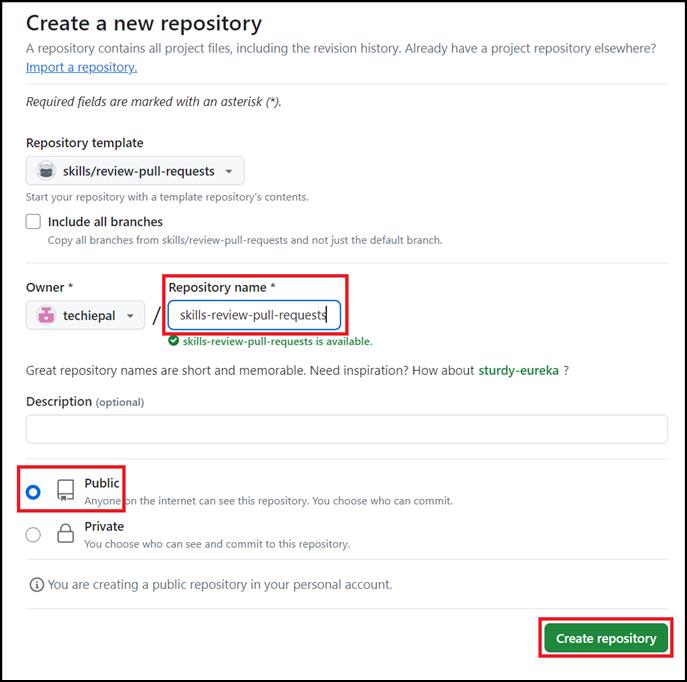 Create a new repository
A repository contains all project files, including the revision history. Already have a project repository elsewhere?
Import a repository.
Required fields are marked with an asterisk (*).
Repository template
skills/review-pull-requests
Start your repository with a template repository's contents.
Include all branches
Copy all branches from skills/review-pull-requests and not just the default branch.
Owner *
Repository name *
techiepal
/
skills-review-pull-requests
skills-review-pull-requests is available.
Great repository names are short and memorable. Need inspiration? How about sturdy-eureka ?
Description (optional)
Public
Anyone on the internet can see this repository. You choose who can commit.
Private
You choose who can see and commit to this repository.
You are creating a public repository in your personal account.
Create repository